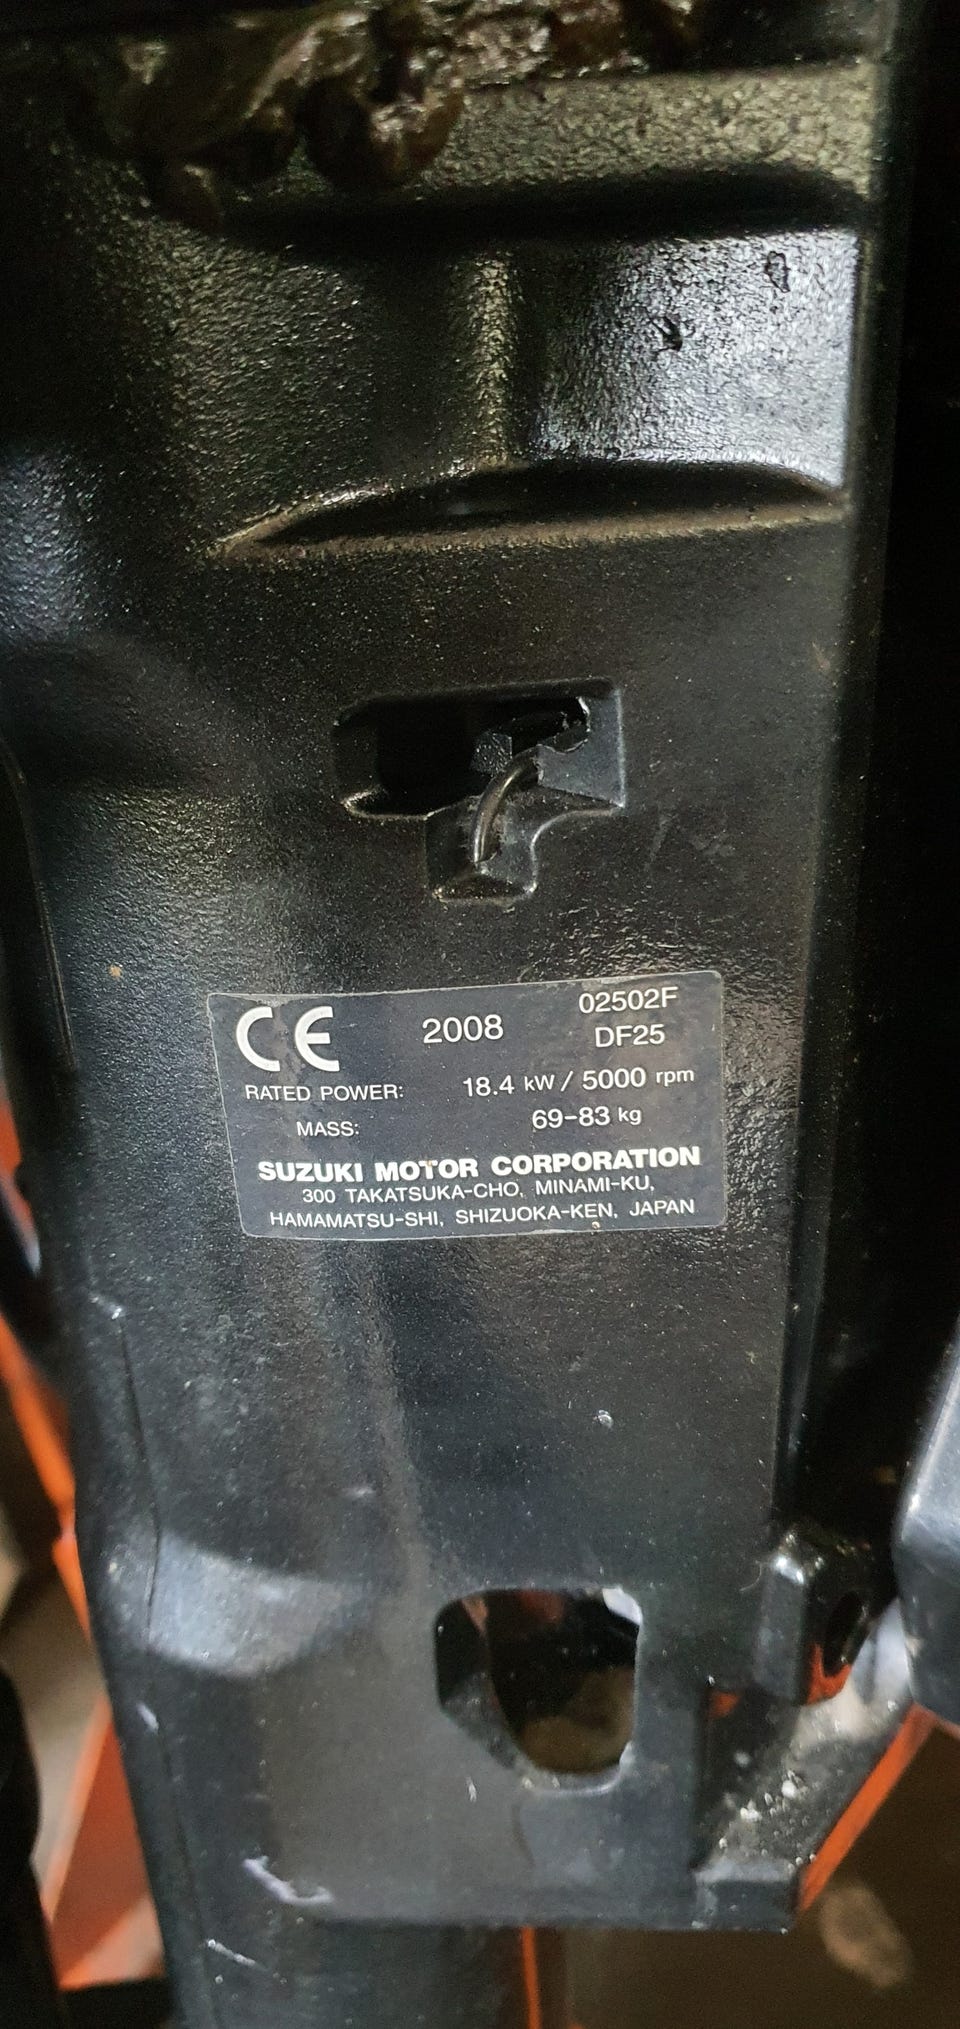 CE 2008 02502F
DF25
RATED POWER: 18.4 kW / 5000 rpm
MASS: 69-83 kg
SUZUKI MOTOR CORPORATION
300 TAKATSUKA-CHO, MINAMI-KU,
HAMAMATSU-SHI, SHIZUOKA-KEN, JAPAN